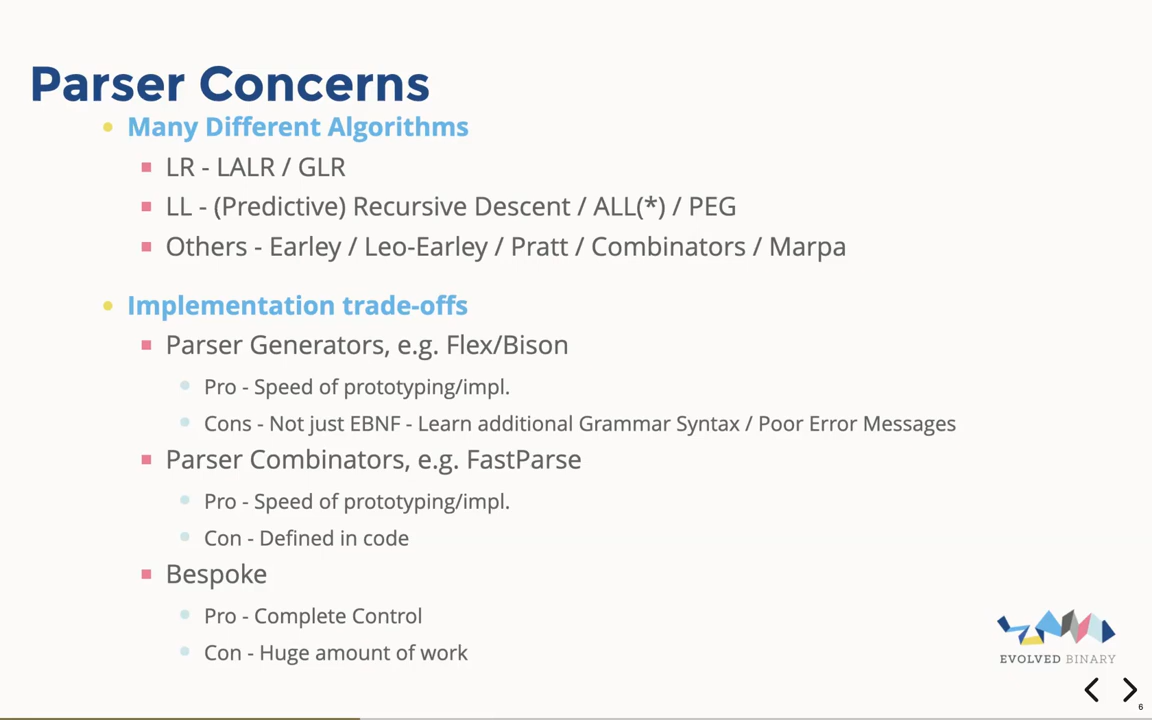 Parser Concerns
Many Different Algorithms
LR - LALR / GLR
LL - (Predictive) Recursive Descent / ALL(*) / PEG
Others - Earley / Leo-Earley / Pratt / Combinators / Marpa
Implementation trade-offs
Parser Generators, e.g. Flex/Bison
Pro - Speed of prototyping/impl.
Cons - Not just EBNF - Learn additional Grammar Syntax / Poor Error Messages
Parser Combinators, e.g. FastParse
Pro - Speed of prototyping/impl.
Con - Defined in code
Bespoke
Pro - Complete Control
Con - Huge amount of work
EVOLVED BINARY
6